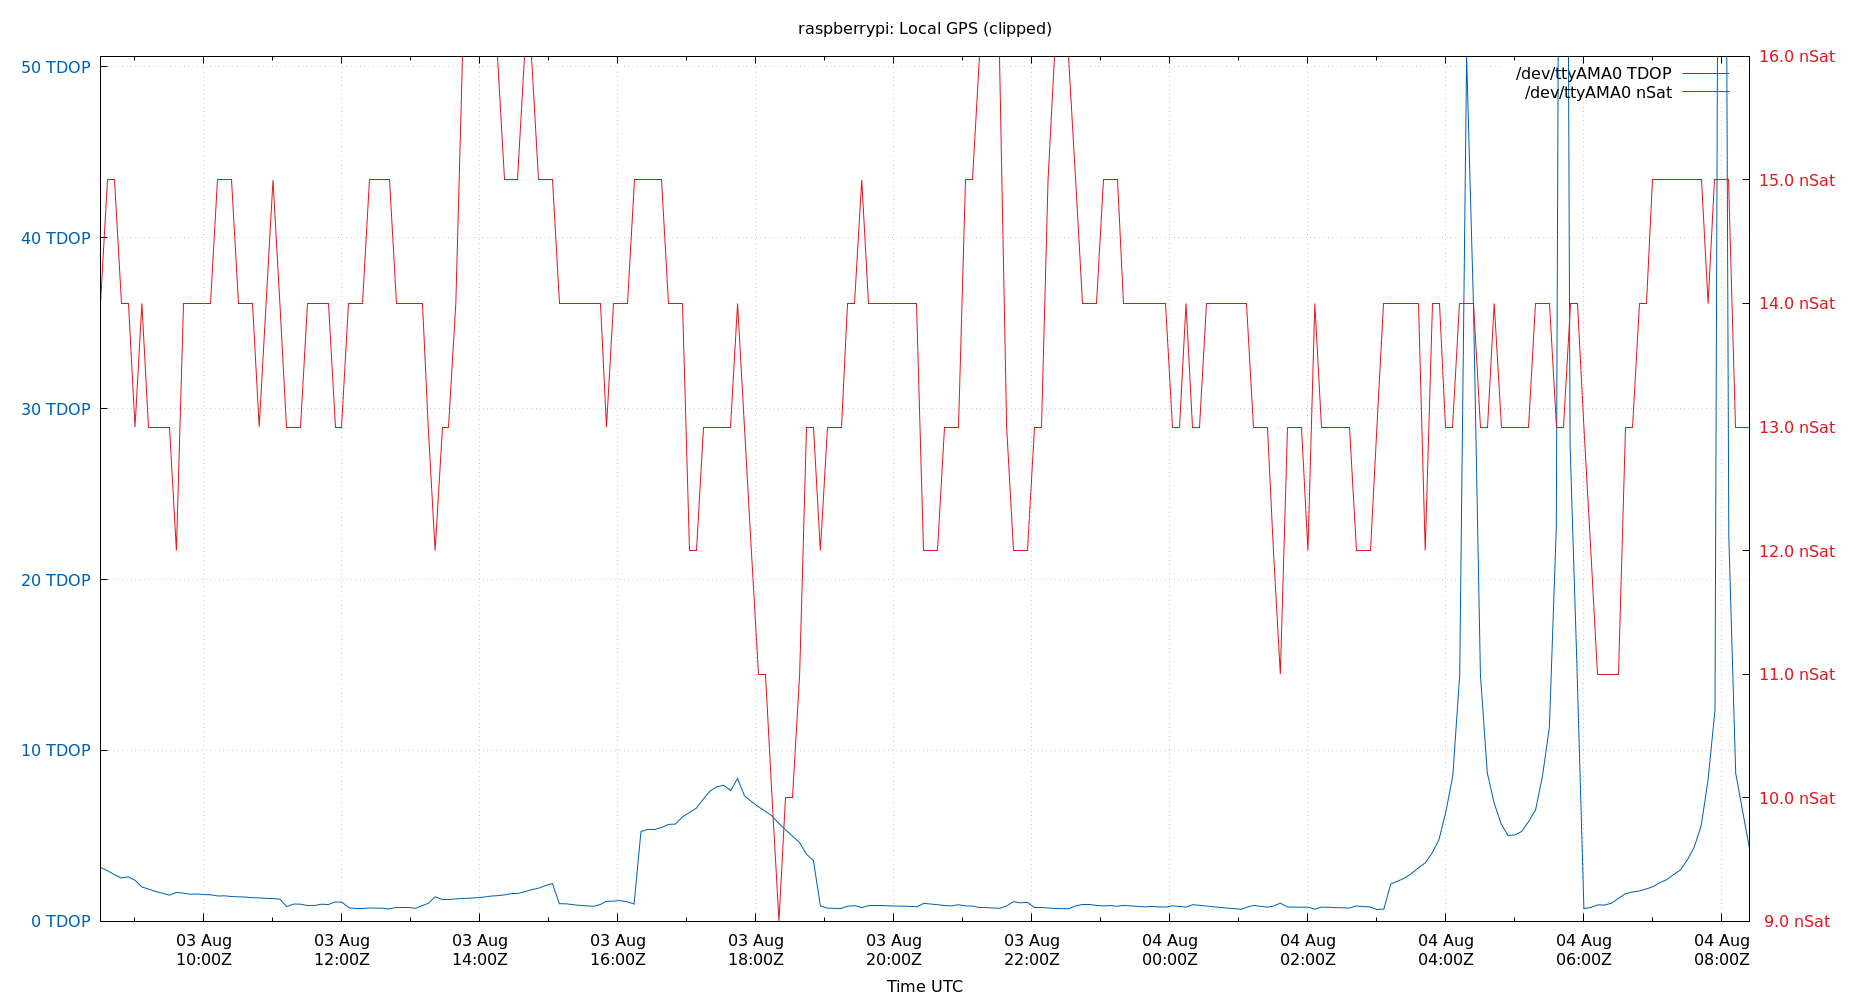 raspberrypi: Local GPS (clipped)
50 TDOP
40 TDOP
30 TDOP
20 TDOP
10 TDOP
0 TDOP
16.0 nSat
15.0 nSat
14.0 nSat
13.0 nSat
12.0 nSat
11.0 nSat
10.0 nSat
9.0 nSat
/dev/ttyAMA0 TDOP
/dev/ttyAMA0 nSat
03 Aug 03 Aug 03 Aug 03 Aug 03 Aug 03 Aug 03 Aug 04 Aug 04 Aug 04 Aug 04 Aug 04 Aug
10:00Z 12:00Z 14:00Z 16:00Z 18:00Z 20:00Z 22:00Z 00:00Z 02:00Z 04:00Z 06:00Z 08:00Z
Time UTC